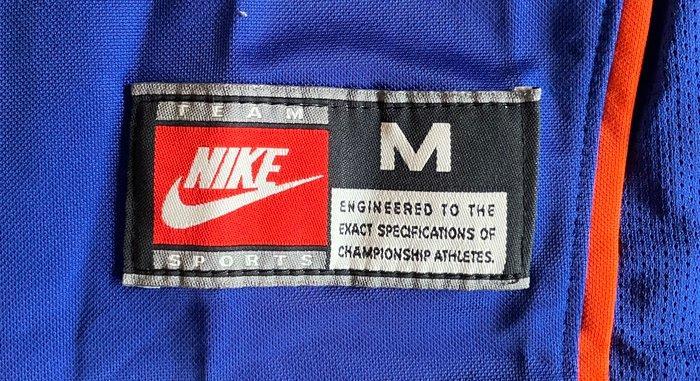 TEAM
NIKE
SPORTS
M
ENGINEERED TO THE
EXACT SPECIFICATIONS OF
CHAMPIONSHIP ATHLETES.